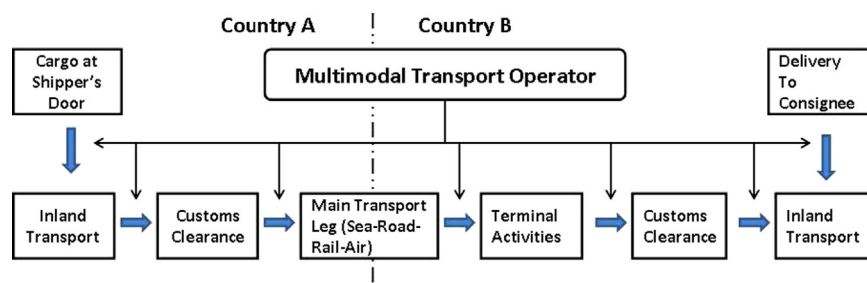 Country A
Country B
Cargo at
Shipper's
Door
Multimodal Transport Operator
Delivery
To
Consignee
Inland
Transport
Customs
Clearance
Main Transport
Leg (Sea-Road-
Rail-Air)
Terminal
Activities
Customs
Clearance
Inland
Transport